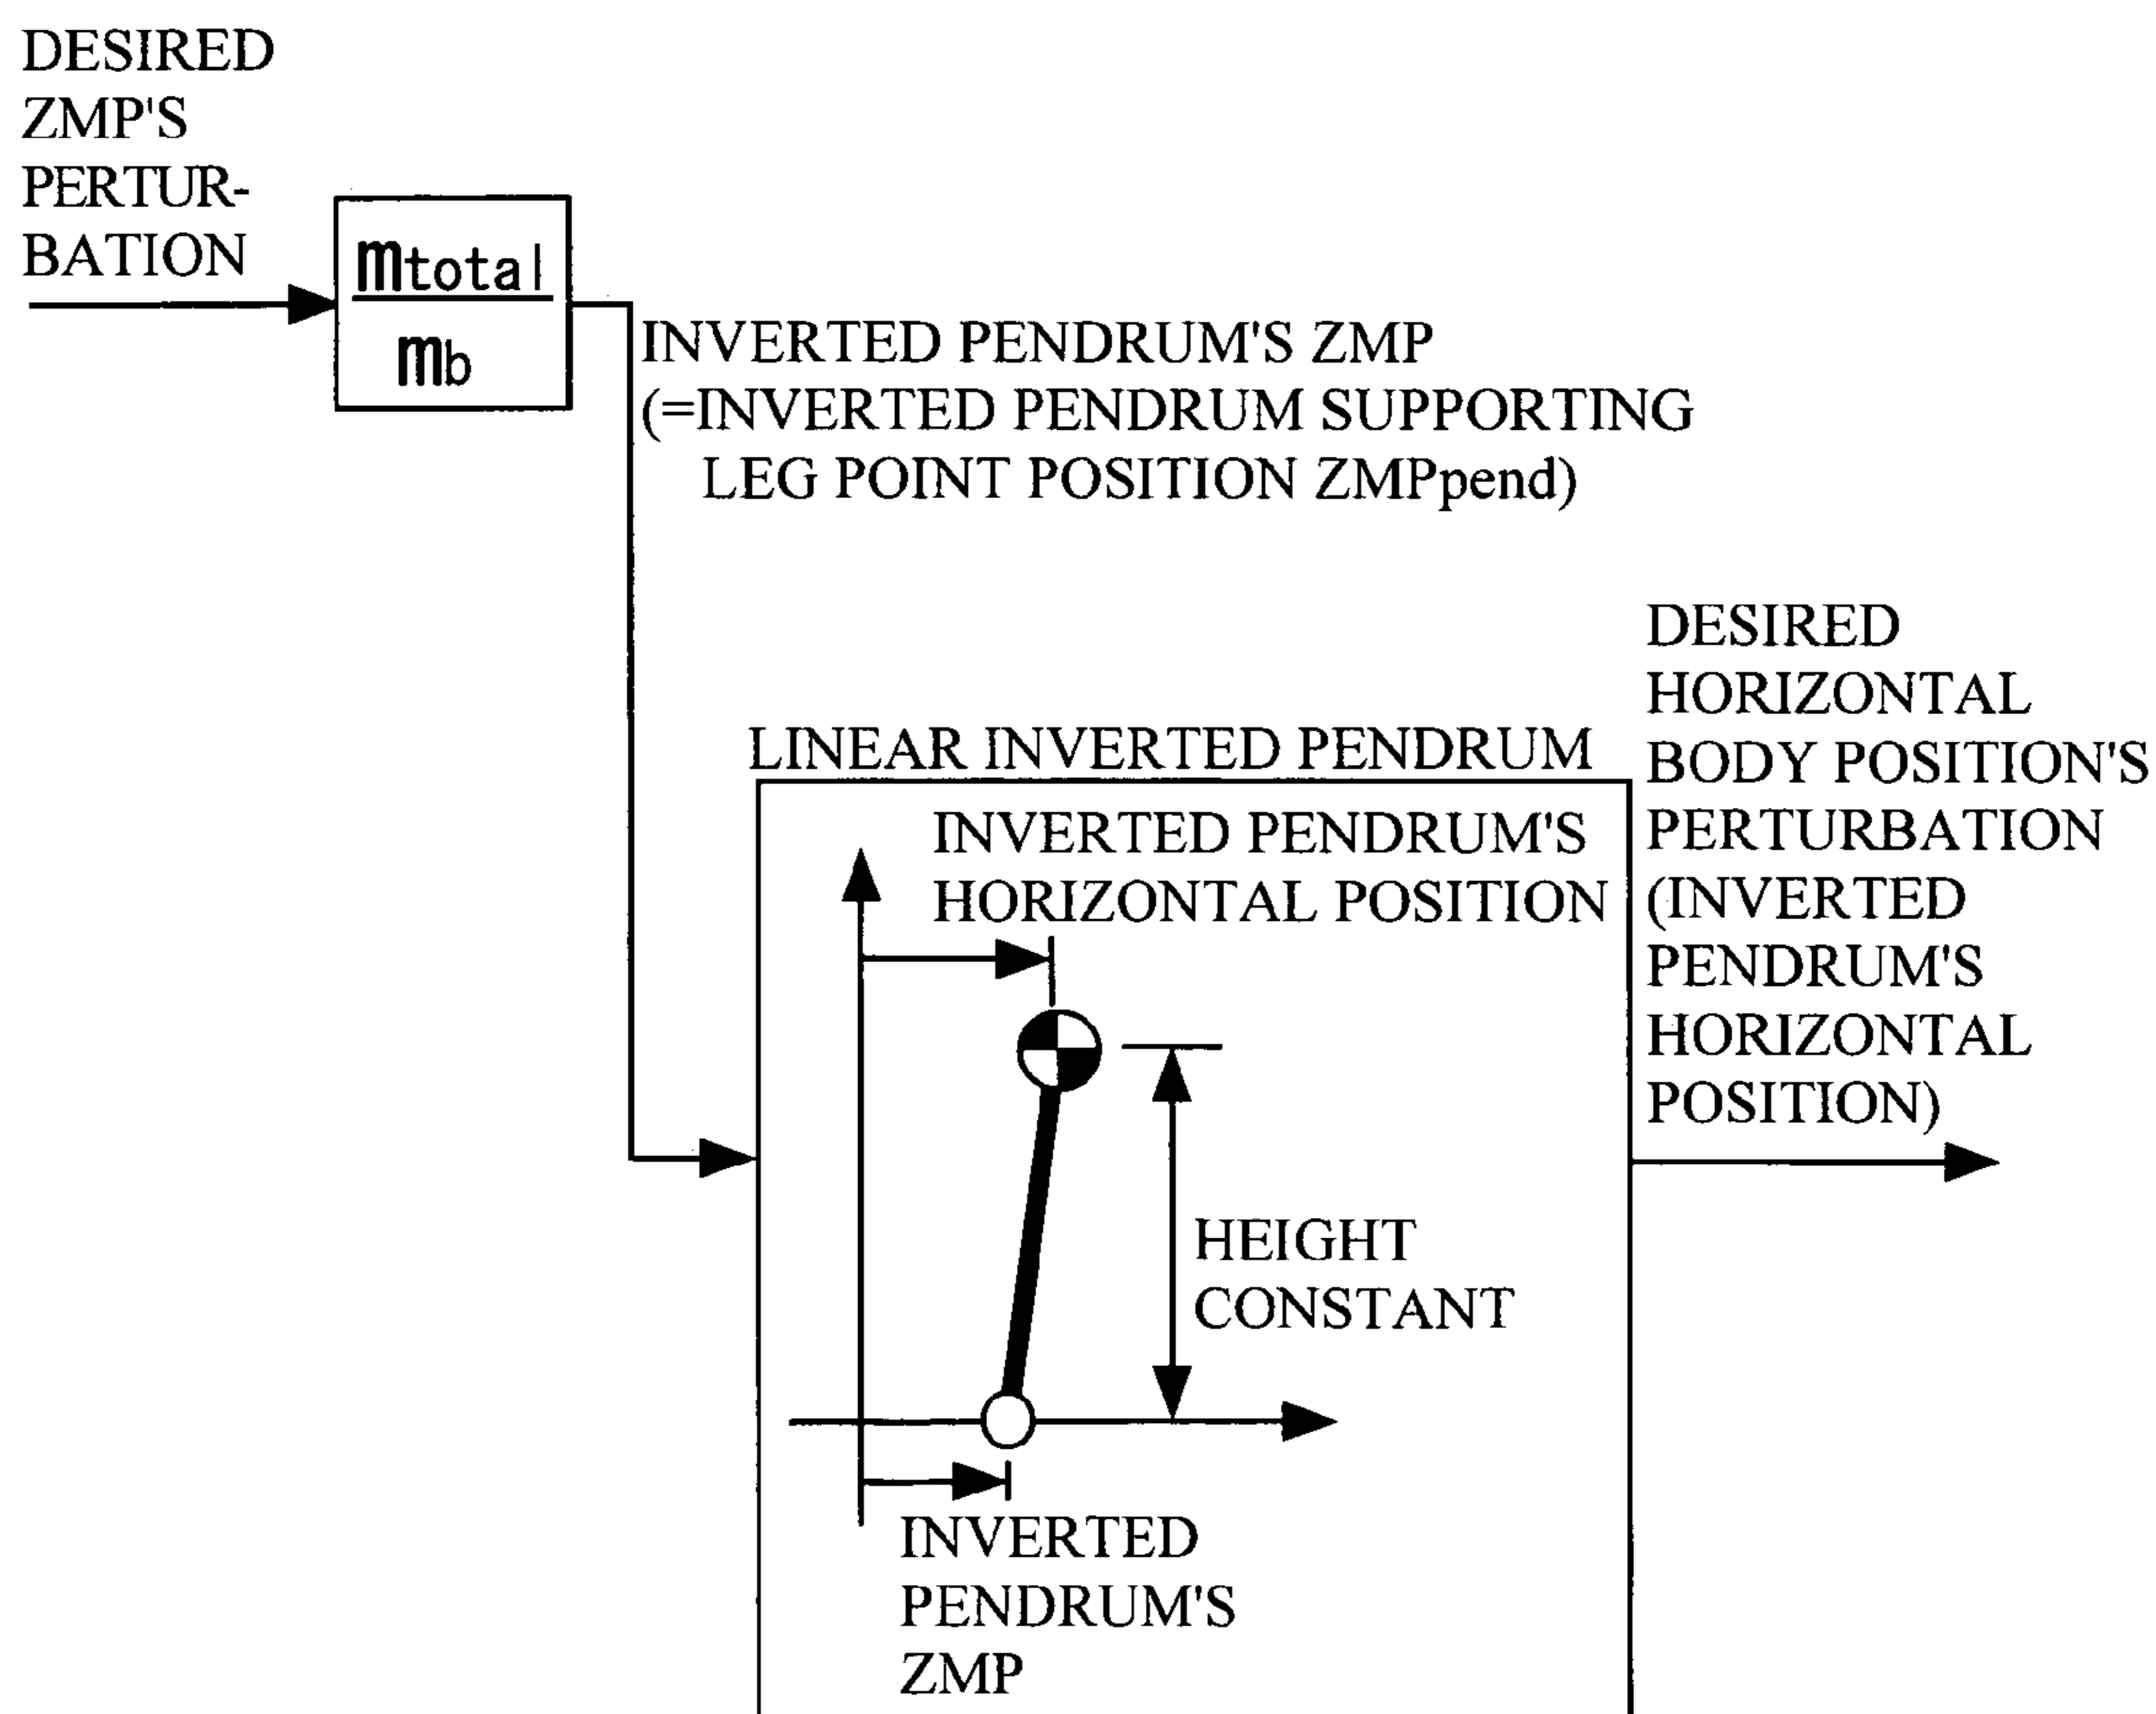 DESIRED
ZMP'S
PERTUR-
BATION
mtotal
mb
INVERTED PENDRUM'S ZMP
(=INVERTED PENDRUM SUPPORTING
LEG POINT POSITION ZMPpend)
DESIRED
HORIZONTAL
BODY POSITION'S
PERTURBATION
(INVERTED
PENDRUM'S
HORIZONTAL
POSITION)
LINEAR INVERTED PENDRUM
INVERTED PENDRUM'S
HORIZONTAL POSITION
HEIGHT
CONSTANT
INVERTED
PENDRUM'S
ZMP